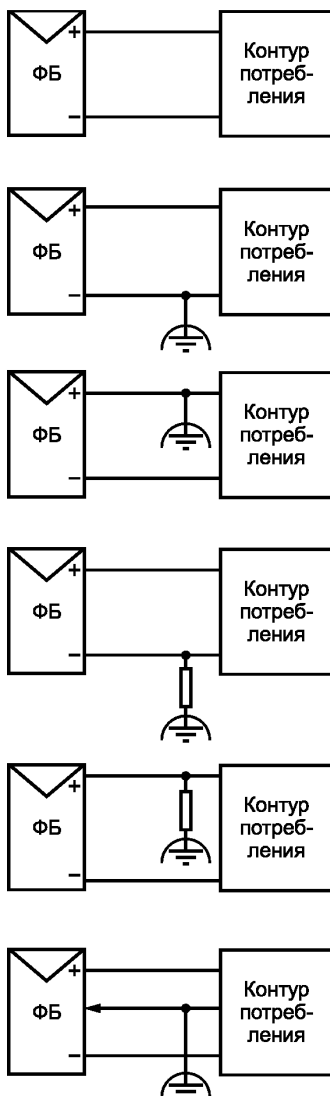 +
ФБ
−
Контур
потреб-
ления
+
ФБ
−
Контур
потреб-
ления
+
ФБ
−
Контур
потреб-
ления
+
ФБ
−
Контур
потреб-
ления
+
ФБ
−
Контур
потреб-
ления
+
ФБ
−
Контур
потреб-
ления